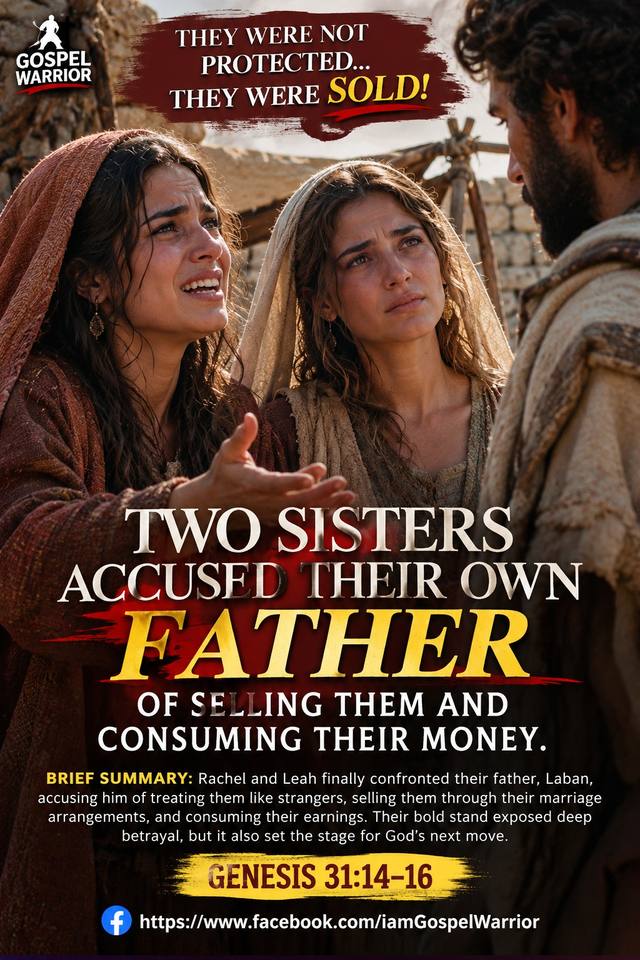 GOSPEL
WARRIOR
THEY WERE NOT
PROTECTED...
THEY WERE SOLD!
TWO SISTERS
ACCUSED THEIR OWN
FATHER
OF SELLING THEM AND
CONSUMING THEIR MONEY.
BRIEF SUMMARY: Rachel and Leah finally confronted their father, Laban,
accusing him of treating them like strangers, selling them through their marriage
arrangements, and consuming their earnings. Their bold stand exposed deep
betrayal, but it also set the stage for God's next move.
GENESIS 31:14–16
https://www.facebook.com/iamGospelWarrior